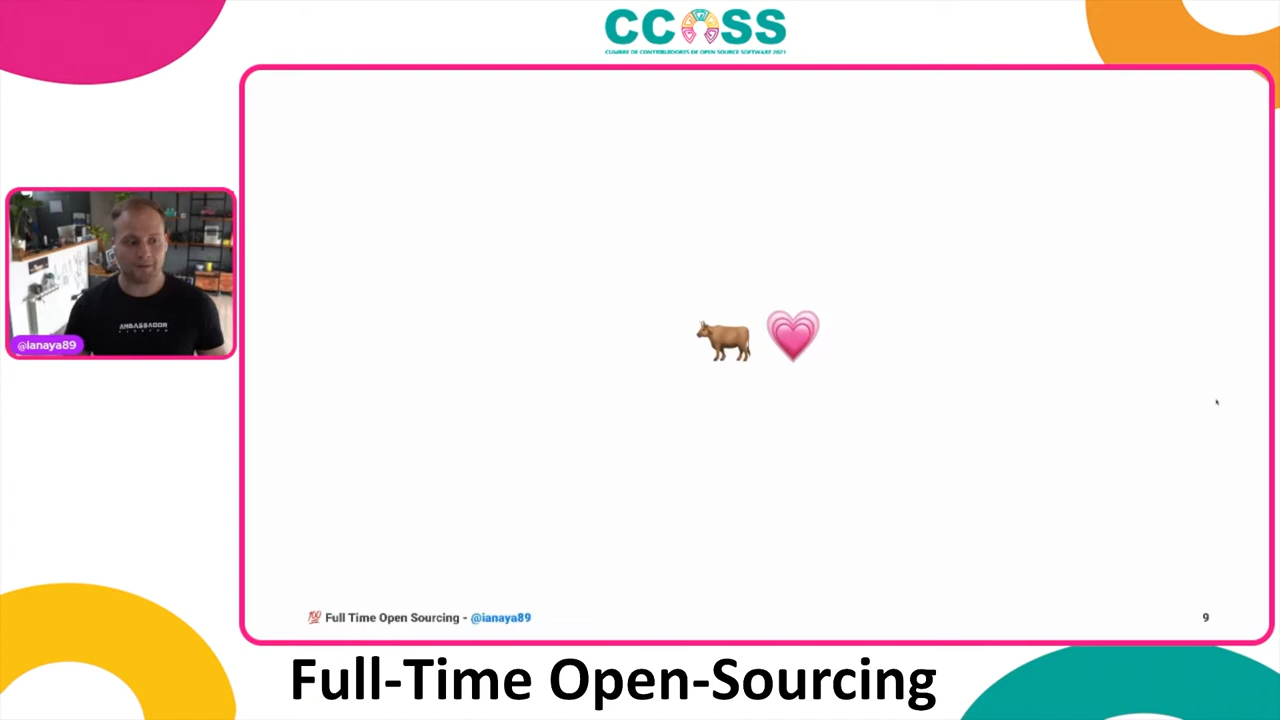 CCOSS
CUMBRE DE CONTRIBUIDORES DE OPEN SOURCE SOFTWARE 2021
AMBASSADOR
@ianaya89
💯 Full Time Open Sourcing - @ianaya89
9
Full-Time Open-Sourcing